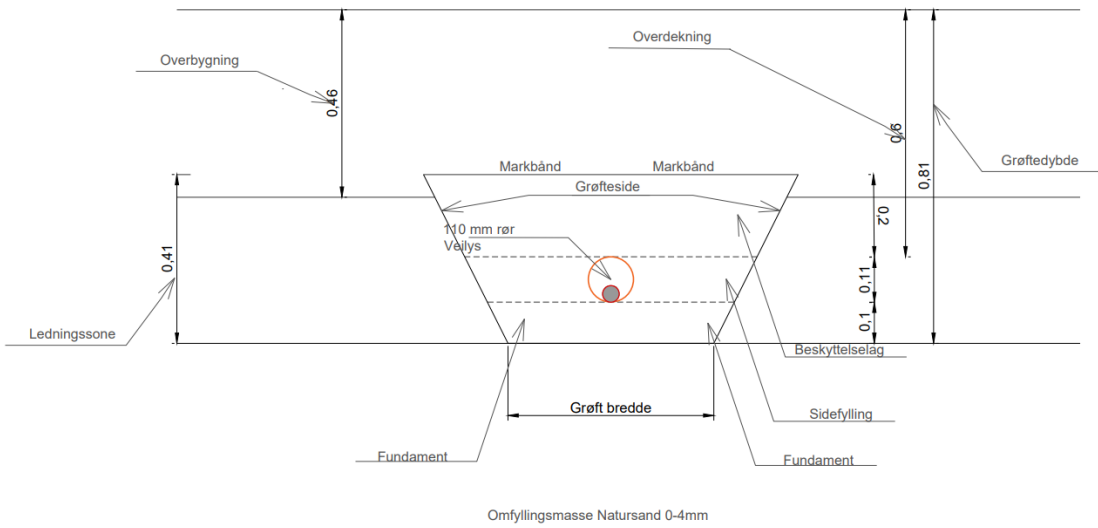 Overbygning
Overdekning
0,46
0,6
0,81
Markbånd Markbånd
Grøfteside
Grøftedybde
110 mm rør
Veilys
0,41
0,2
0,11
0,1
Ledningssone
Beskyttelselag
Grøft bredde
Sidefylling
Fundament
Fundament
Omfyllingsmasse Natursand 0-4mm